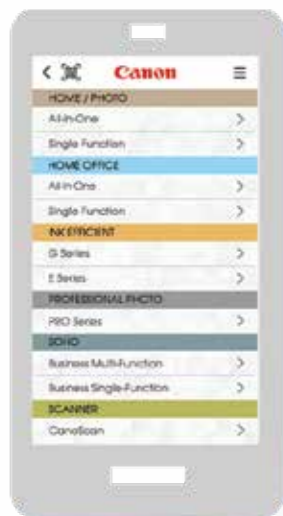 Canon
HOME / PHOTO
All-in-One
Single Function
HOME OFFICE
All-in-One
Single Function
INK EFFICIENT
G Series
E Series
PROFESSIONAL PHOTO
PRO Series
SOHO
Business Multi-Function
Business Single-Function
SCANNER
CanoScan